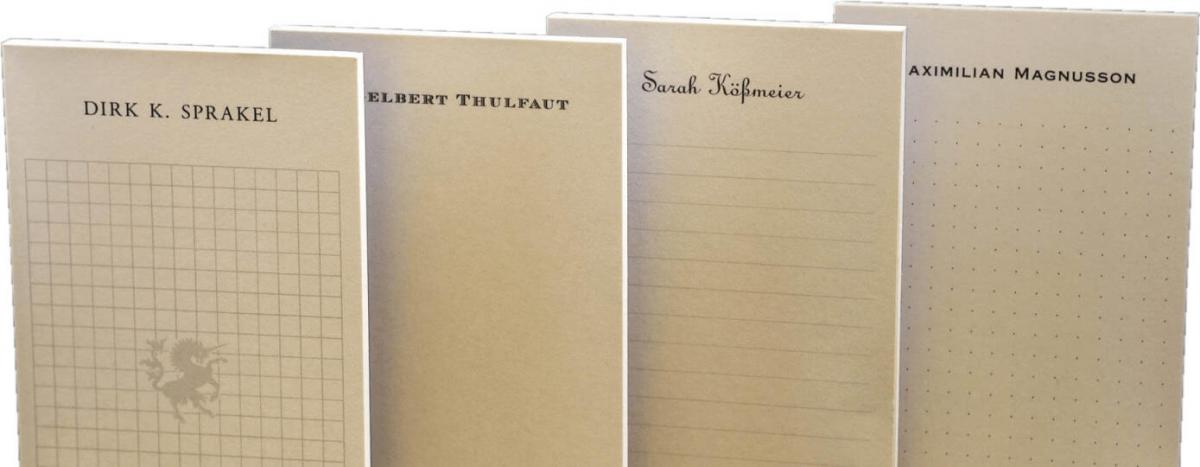 DIRK K. SPRAKEL
ELBERT THULFAUT
Sarah Kößmeier
AXIMILIAN MAGNUSSON